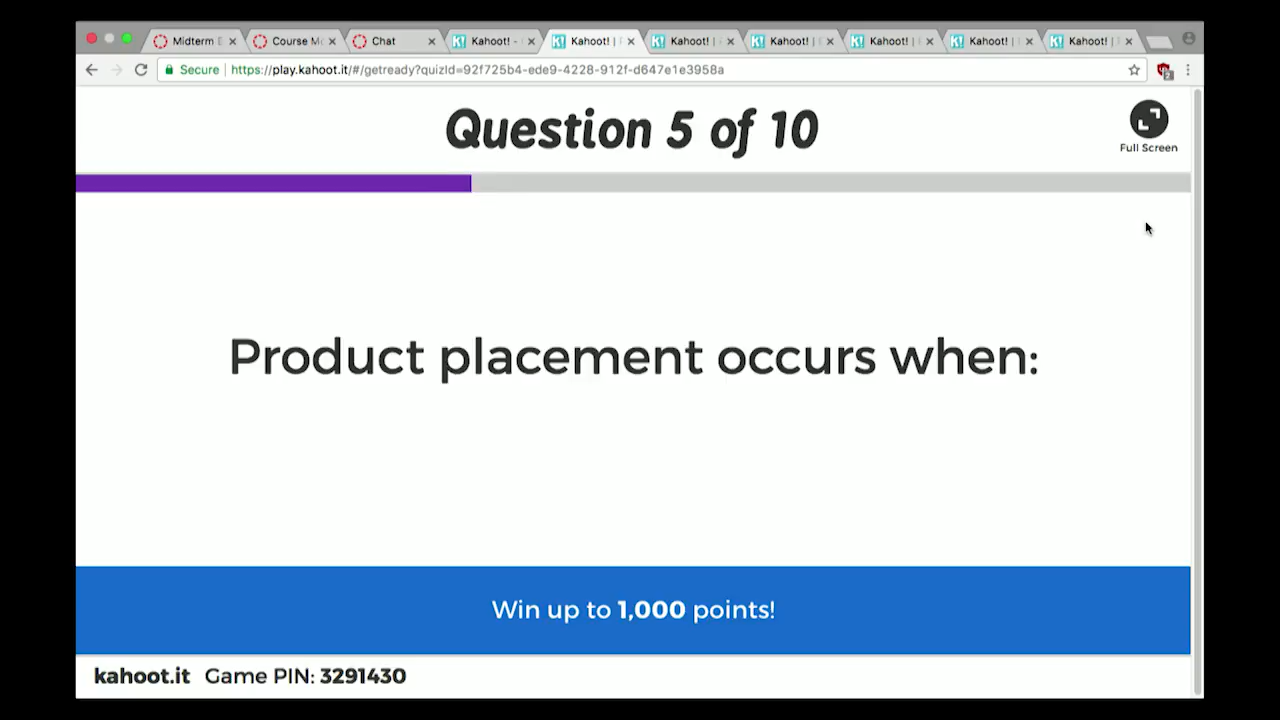 Midterm
Course Mo
Chat
Kahoot! -
Kahoot! |
Kahoot! |
Kahoot! |
Kahoot! |
Kahoot! |
Kahoot! |
Secure
https://play.kahoot.it/#/getready?quizId=92f725b4-ede9-4228-912f-d647e1e3958a
2
Question 5 of 10
Full Screen
Product placement occurs when:
Win up to 1,000 points!
kahoot.it Game PIN: 3291430